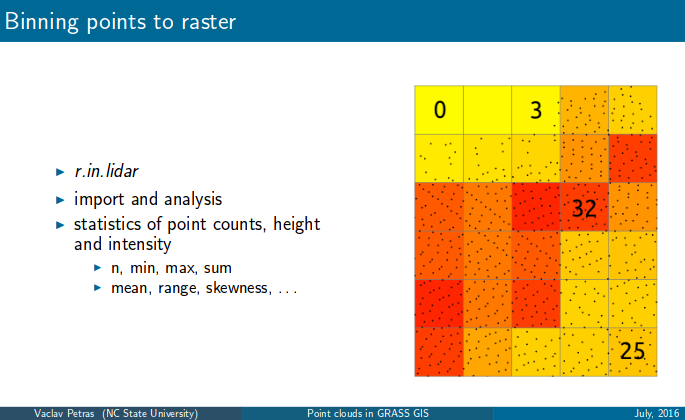 Binning points to raster
r.in.lidar
import and analysis
statistics of point counts, height
and intensity
n, min, max, sum
mean, range, skewness, . . .
0 3
32
25
Vaclav Petras (NC State University) Point clouds in GRASS GIS July, 2016